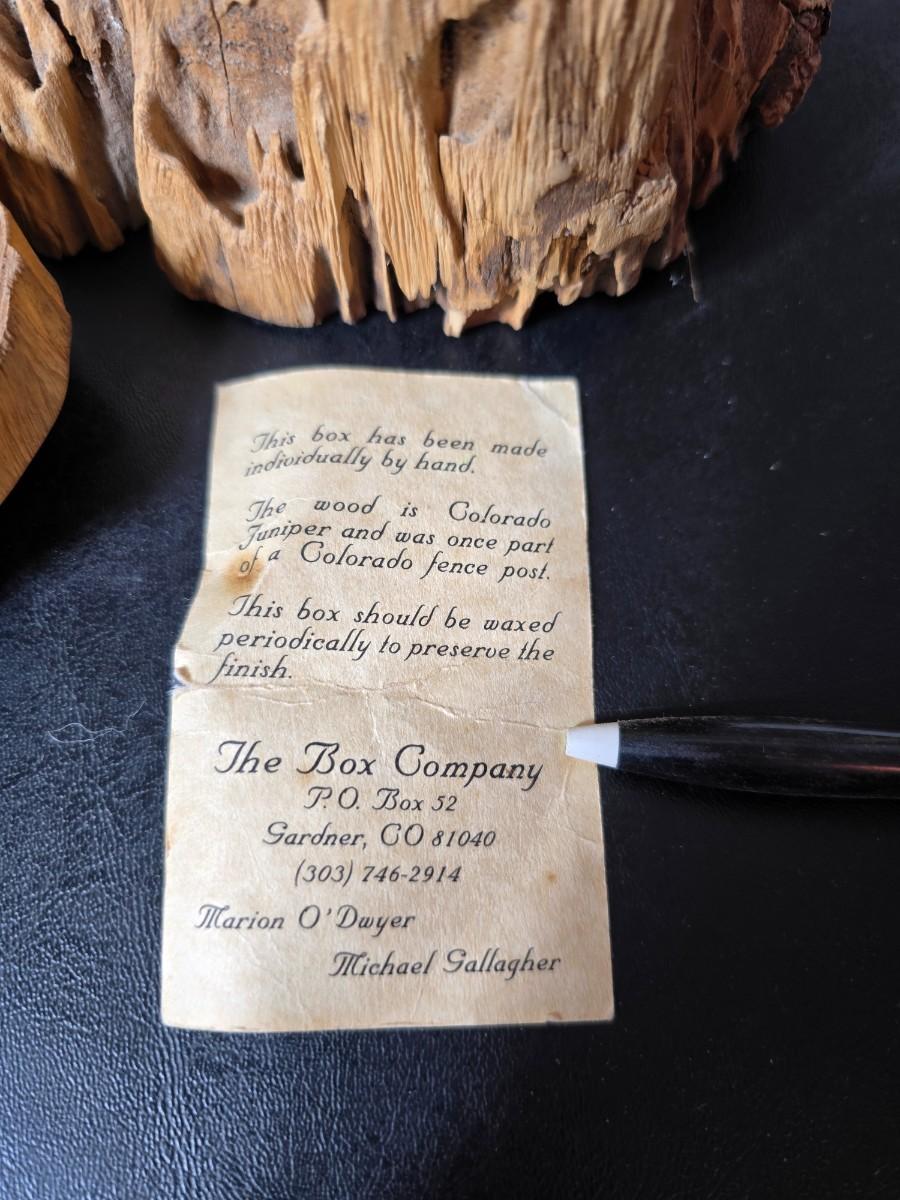 This box has been made
individually by hand.
The wood is Colorado
Juniper and was once part
of a Colorado fence post.
This box should be waxed
periodically to preserve the
finish.
The Box Company
P. O. Box 52
Gardner, CO 81040
(303) 746-2914
Marion O'Dwyer
Michael Gallagher